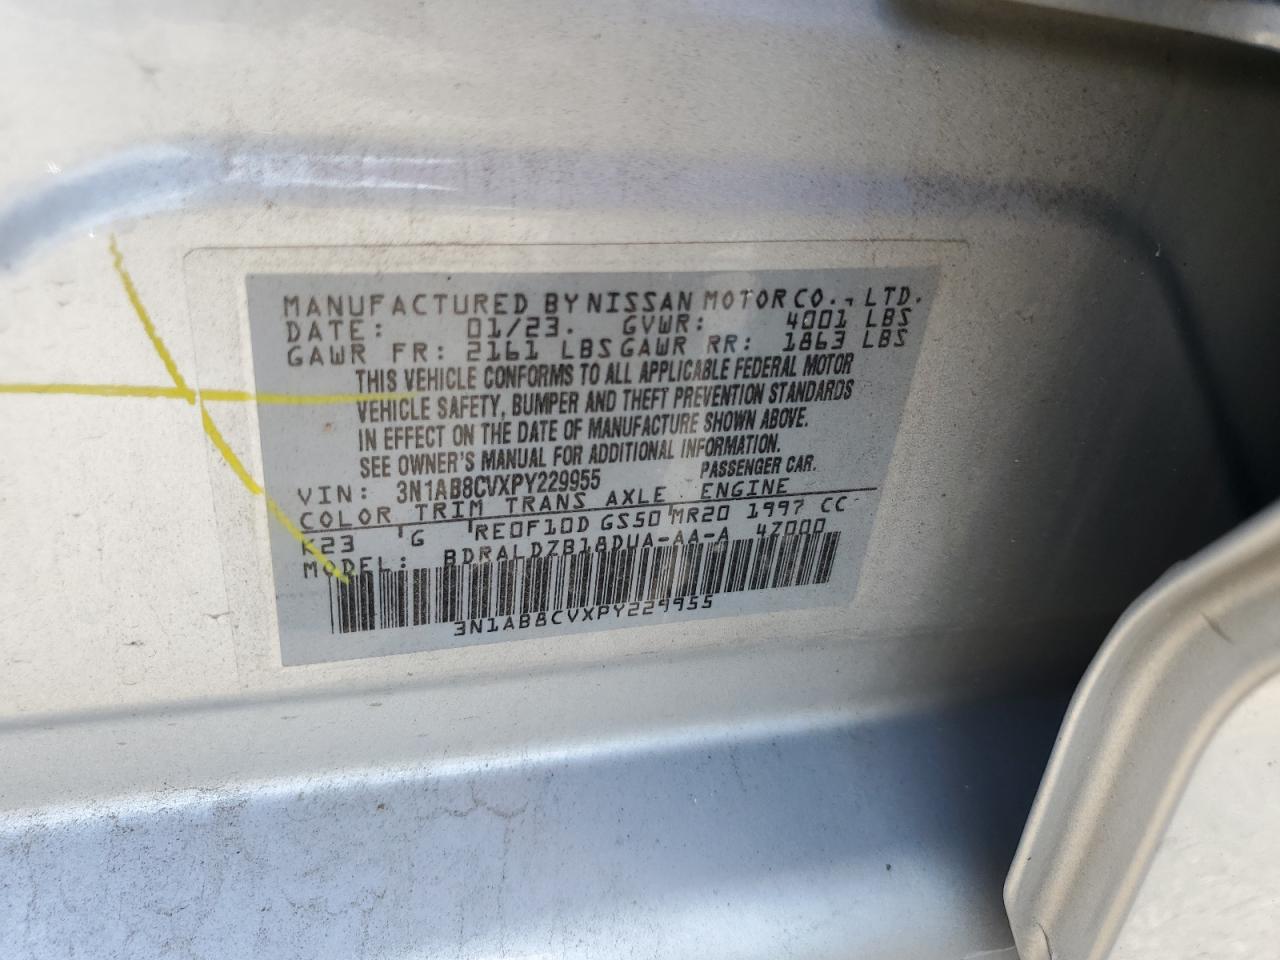 MANUFACTURED BY NISSAN MOTOR CO., LTD.
DATE: 01/23. GVWR: 4001 LBS
GAWR FR: 2161 LBS GAWR RR: 1863 LBS
THIS VEHICLE CONFORMS TO ALL APPLICABLE FEDERAL MOTOR
VEHICLE SAFETY, BUMPER AND THEFT PREVENTION STANDARDS
IN EFFECT ON THE DATE OF MANUFACTURE SHOWN ABOVE.
SEE OWNER'S MANUAL FOR ADDITIONAL INFORMATION.
VIN: 3N1AB8CVXPY229955 PASSENGER CAR.
COLOR TRIM TRANS AXLE ENGINE
K23 G RE0F10D GS50 MR20 1997 CC
MODEL: BDRALDZB18DUA-AA-A 4Z000
3N1AB8CVXPY229955